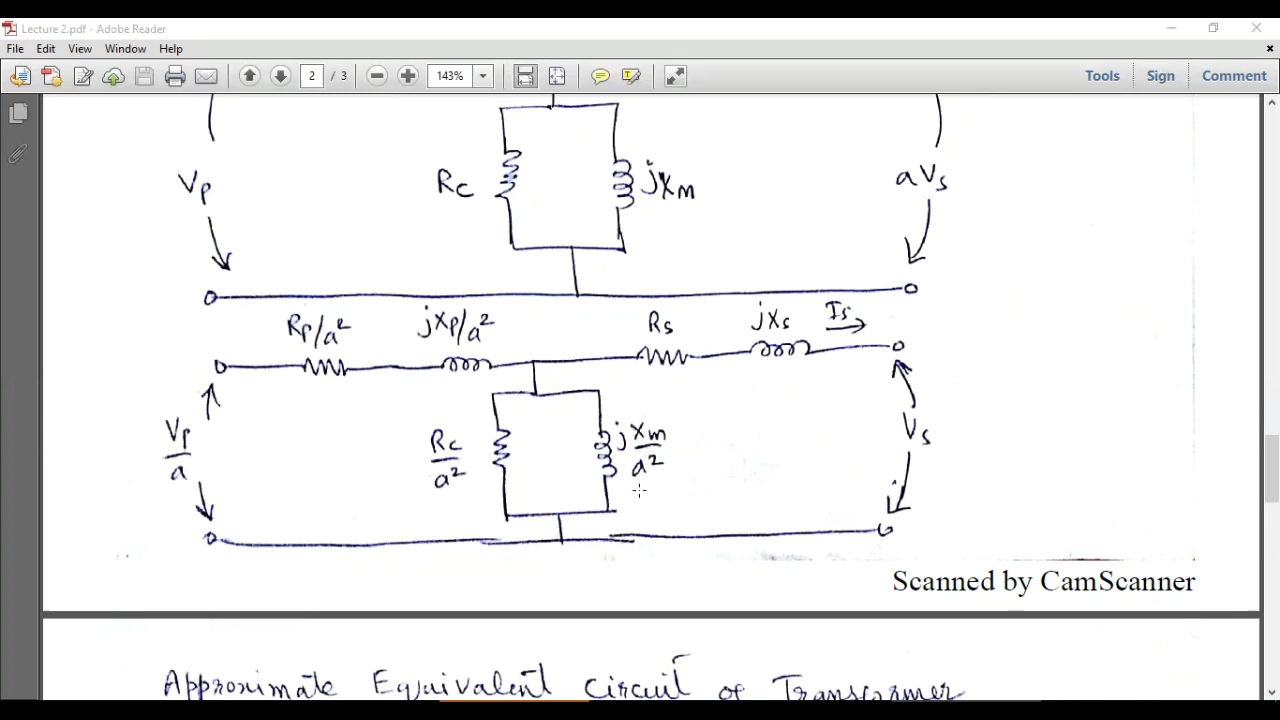 Lecture 2.pdf - Adobe Reader
File Edit View Window Help
2 / 3 143% Tools Sign Comment
Vp Rc jXm aVs
Rp/a² jXp/a² Rs jXs Is
Vp/a Rc/a² jXm/a² Vs
Scanned by CamScanner
Approximate Equivalent Circuit of Transformer